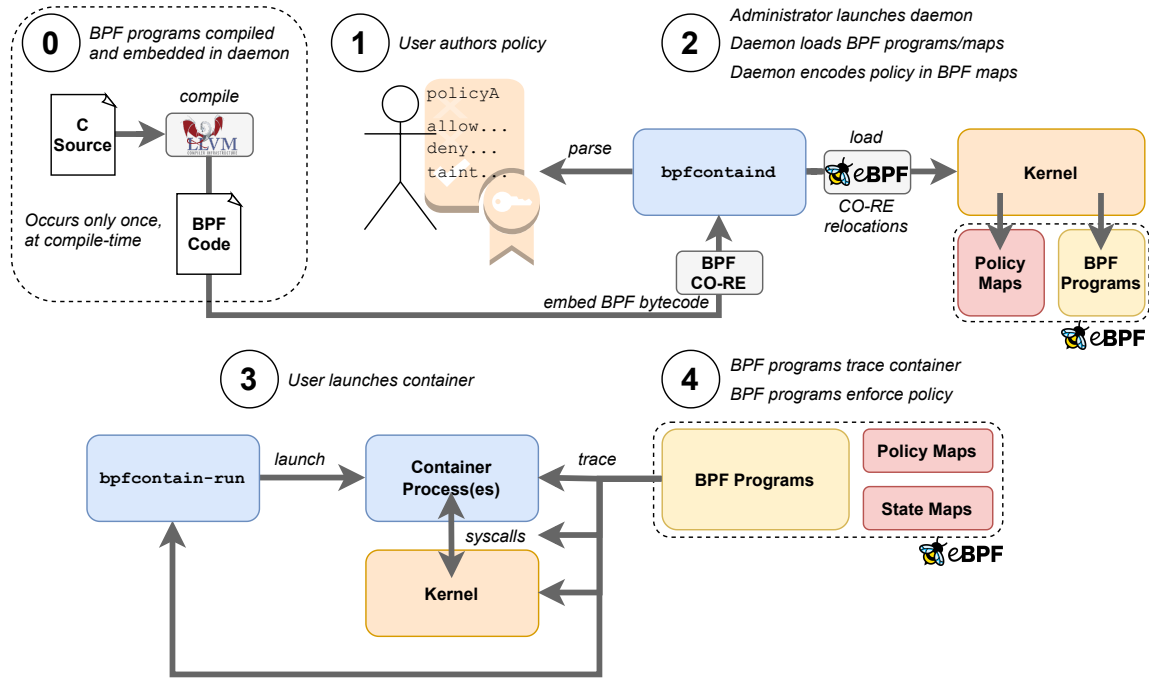 0
BPF programs compiled
and embedded in daemon
compile
C
Source
LLVM
COMPILER INFRASTRUCTURE
Occurs only once,
at compile-time
BPF
Code
1
User authors policy
policyA
allow...
deny...
taint...
2
Administrator launches daemon
Daemon loads BPF programs/maps
Daemon encodes policy in BPF maps
parse
bpfcontaind
load
eBPF
CO-RE
relocations
Kernel
Policy
Maps
BPF
Programs
eBPF
BPF
CO-RE
embed BPF bytecode
3
User launches container
bpfcontain-run
launch
Container
Process(es)
syscalls
Kernel
trace
4
BPF programs trace container
BPF programs enforce policy
BPF Programs
Policy Maps
State Maps
eBPF